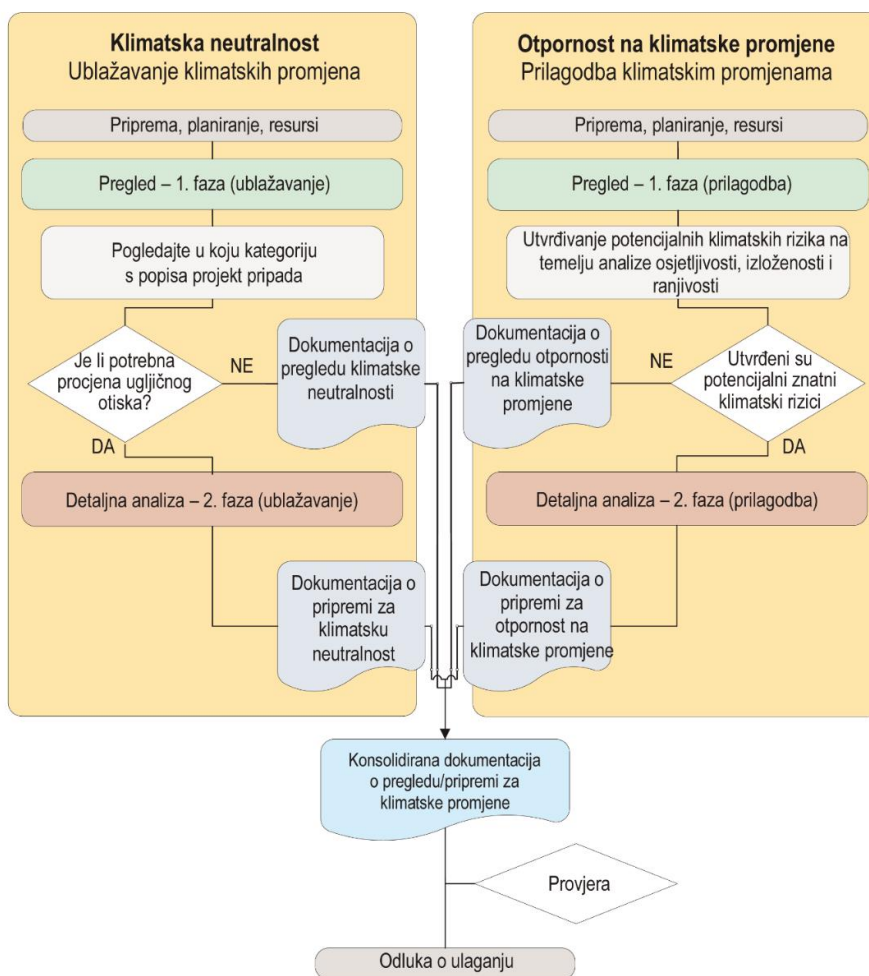 Klimatska neutralnost
Ublažavanje klimatskih promjena
Priprema, planiranje, resursi
Pregled – 1. faza (ublažavanje)
Pogledajte u koju kategoriju
s popisa projekt pripada
Je li potrebna
procjena ugljičnog
otiska?
NE
DA
Dokumentacija o
pregledu klimatske
neutralnosti
Detaljna analiza – 2. faza (ublažavanje)
Dokumentacija o
pripremi za
klimatsku
neutralnost
Otpornost na klimatske promjene
Prilagodba klimatskim promjenama
Priprema, planiranje, resursi
Pregled – 1. faza (prilagodba)
Utvrđivanje potencijalnih klimatskih rizika na
temelju analize osjetljivosti, izloženosti i
ranjivosti
Dokumentacija o
pregledu otpornosti
na klimatske
promjene
NE
Utvrđeni su
potencijalni znatni
klimatski rizici
DA
Detaljna analiza – 2. faza (prilagodba)
Dokumentacija o
pripremi za
otpornost na
klimatske promjene
Konsolidirana dokumentacija
o pregledu/pripremi za
klimatske promjene
Provjera
Odluka o ulaganju